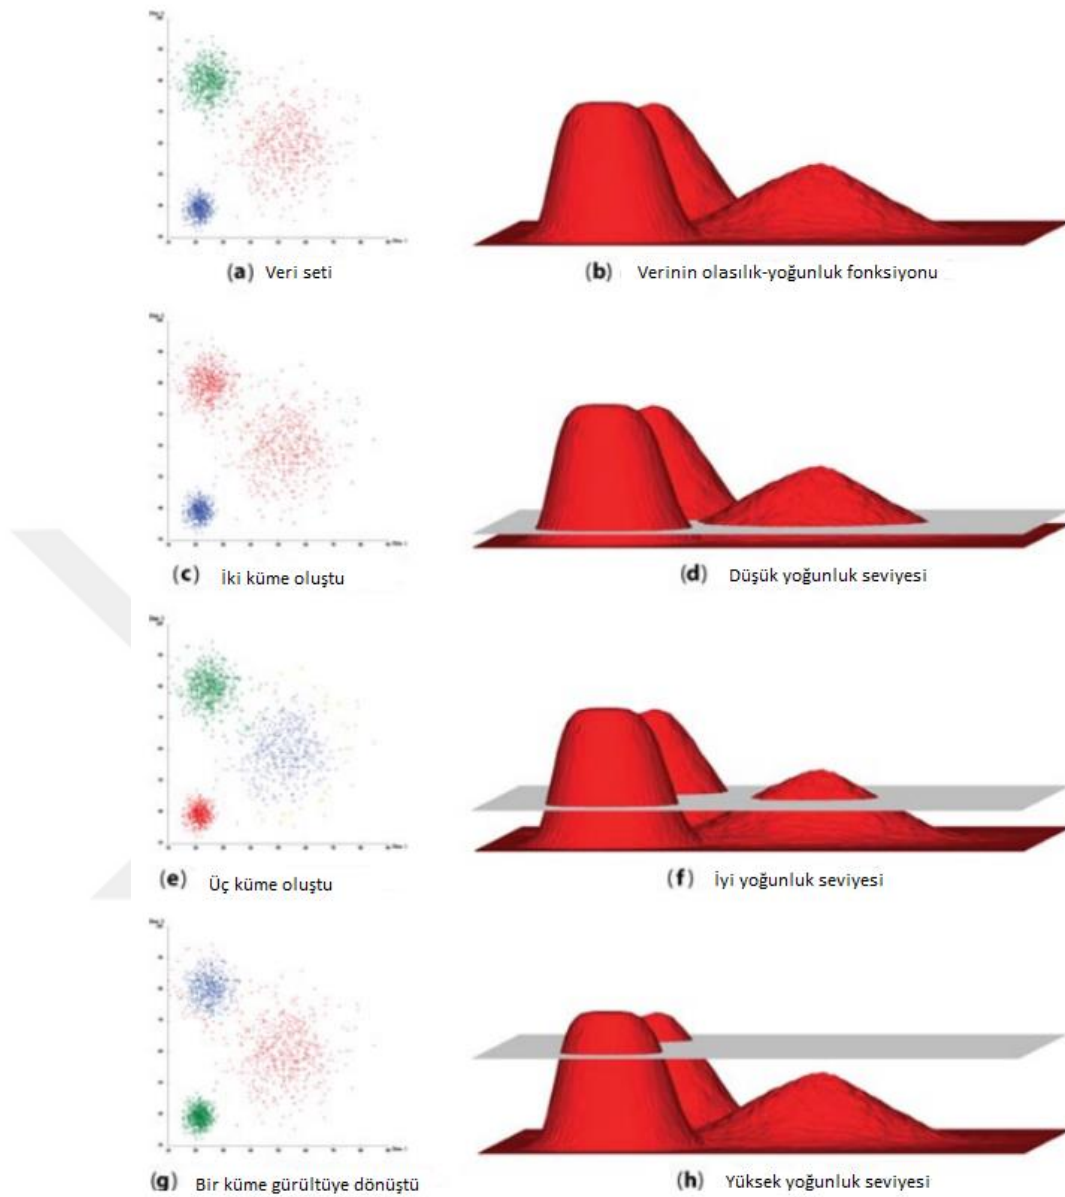 (a) Veri seti
(b) Verinin olasılık-yoğunluk fonksiyonu
(c) İki küme oluştu
(d) Düşük yoğunluk seviyesi
(e) Üç küme oluştu
(f) İyi yoğunluk seviyesi
(g) Bir küme gürültüye dönüştü
(h) Yüksek yoğunluk seviyesi